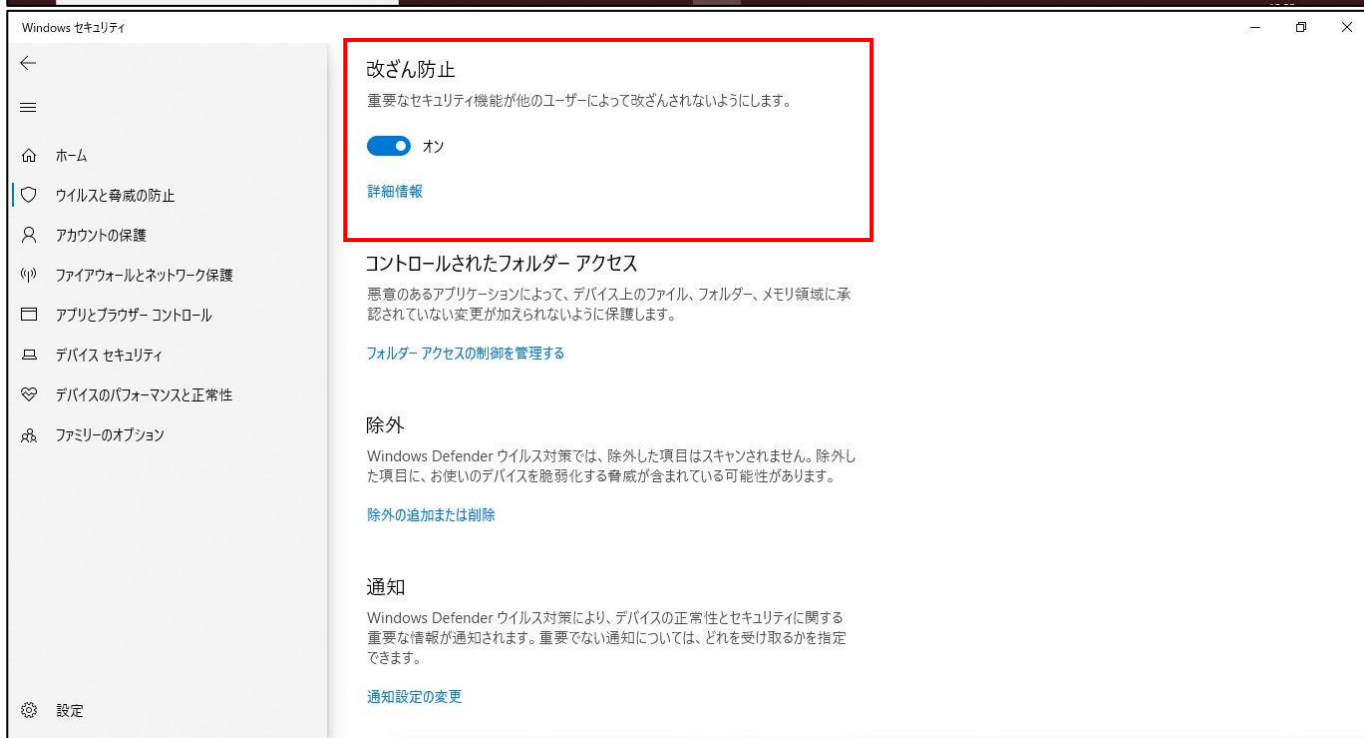 Windows セキュリティ
ホーム
ウイルスと脅威の防止
アカウントの保護
ファイアウォールとネットワーク保護
アプリとブラウザー コントロール
デバイス セキュリティ
デバイスのパフォーマンスと正常性
ファミリーのオプション
設定
改ざん防止
重要なセキュリティ機能が他のユーザーによって改ざんされないようにします。
オン
詳細情報
コントロールされたフォルダー アクセス
悪意のあるアプリケーションによって、デバイス上のファイル、フォルダー、メモリ領域に承
認されていない変更が加えられないように保護します。
フォルダー アクセスの制御を管理する
除外
Windows Defender ウイルス対策では、除外した項目はスキャンされません。除外し
た項目に、お使いのデバイスを脆弱化する脅威が含まれている可能性があります。
除外の追加または削除
通知
Windows Defender ウイルス対策により、デバイスの正常性とセキュリティに関する
重要な情報が通知されます。重要でない通知については、どれを受け取るかを指定
できます。
通知設定の変更